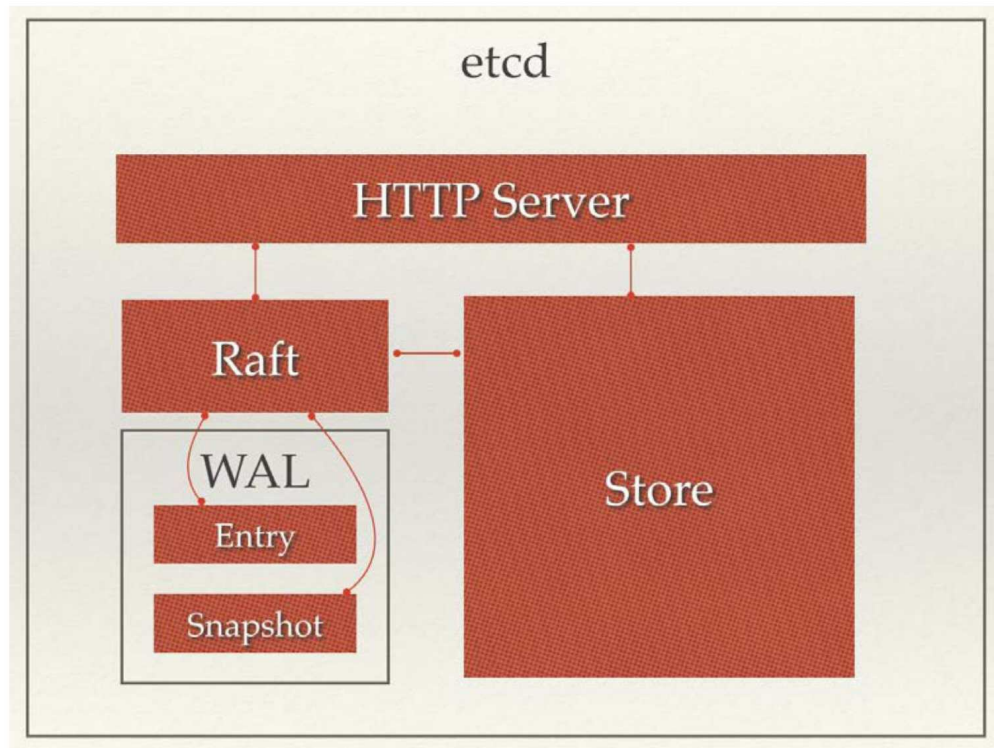 etcd
HTTP Server
Raft
WAL
Entry
Snapshot
Store